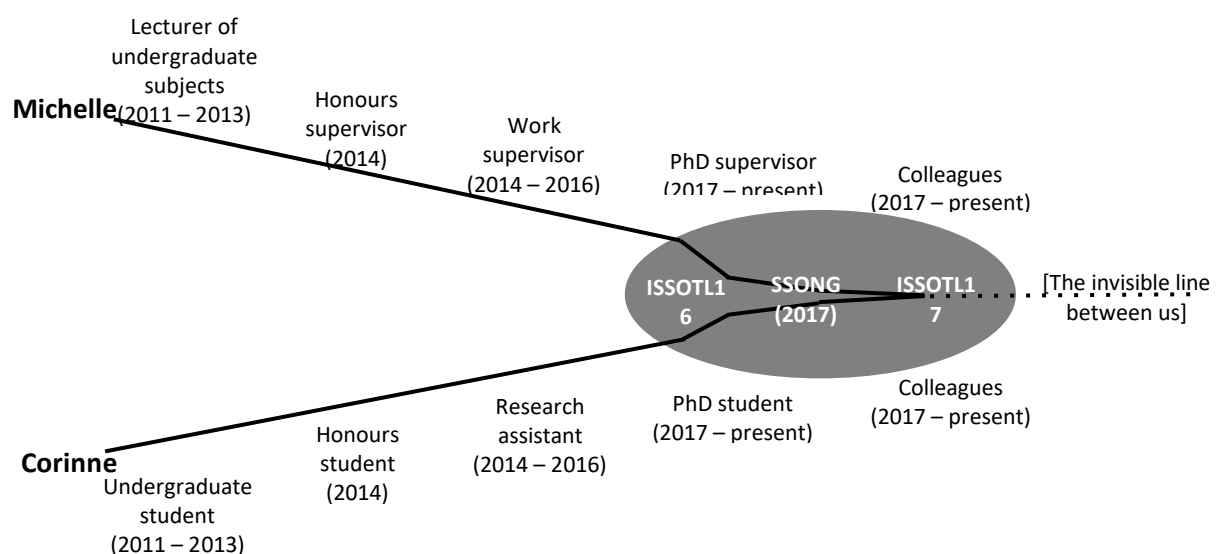 Lecturer of
undergraduate
subjects
(2011 – 2013)
Michelle
Honours
supervisor
(2014)
Work
supervisor
(2014 – 2016)
PhD supervisor
(2017 – present)
Colleagues
(2017 – present)
ISSOTL1
6
SSONG
(2017)
ISSOTL1
7
[The invisible line
between us]
Corinne
Undergraduate
student
(2011 – 2013)
Honours
student
(2014)
Research
assistant
(2014 – 2016)
PhD student
(2017 – present)
Colleagues
(2017 – present)